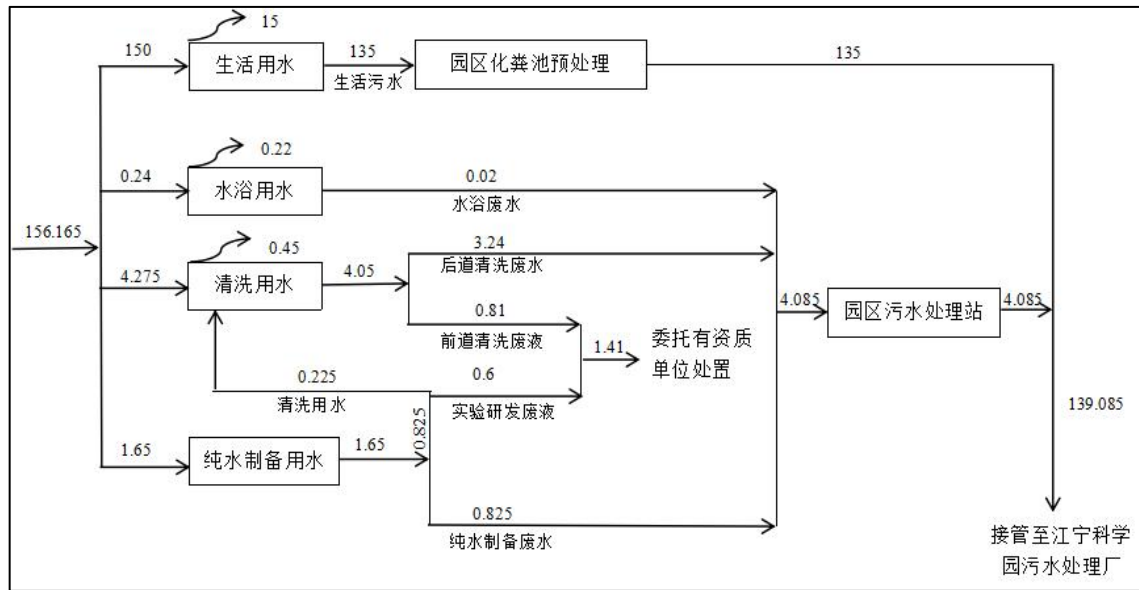 15
150
生活用水
135
生活污水
园区化粪池预处理
135
0.22
0.24
水浴用水
0.02
水浴废水
156.165
0.45
4.275
清洗用水
4.05
3.24
后道清洗废水
0.81
前道清洗废液
1.41
委托有资质
单位处置
4.085
园区污水处理站
4.085
0.225
清洗用水
0.6
实验研发废液
0.825
139.085
1.65
纯水制备用水
1.65
0.825
纯水制备废水
接管至江宁科学
园污水处理厂